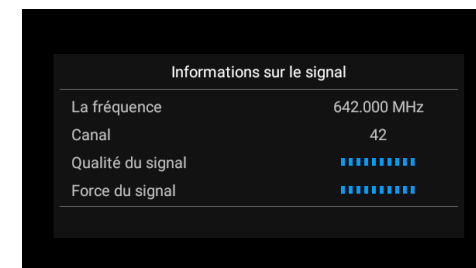 Informations sur le signal
La fréquence 642.000 MHz
Canal 42
Qualité du signal
Force du signal